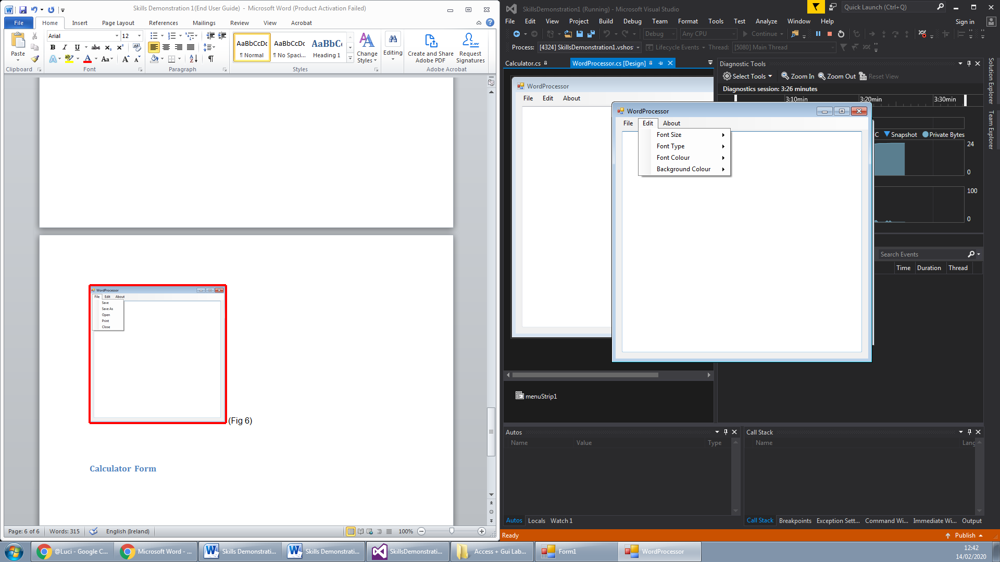 Skills Demonstration 1(End User Guide) - Microsoft Word (Product Activation Failed)
File Home Insert Page Layout References Mailings Review View Acrobat
Paste
Clipboard
Arial 12
B I U abc x₂ x²
Aa A A
Font
Paragraph
AaBbCcDc AaBbCcDc AaBbC
¶ Normal ¶ No Spaci... Heading 1
Change Styles
Styles
Editing
Create and Share Adobe PDF
Request Signatures
Adobe Acrobat
WordProcessor
File Edit About
Save
Save As
Open
Print
Close
(Fig 6)
Calculator Form
Page: 6 of 6 Words: 315 English (Ireland) 100%
SkillsDemonstration1 (Running) - Microsoft Visual Studio
Quick Launch (Ctrl+Q)
File Edit View Project Build Debug Team Format Tools Test Analyze Window Help
Sign in
Debug Any CPU Continue
Process: [4324] SkillsDemonstration1.vshos Lifecycle Events Thread: [5080] Main Thread
Calculator.cs WordProcessor.cs [Design]
WordProcessor
File Edit About
WordProcessor
File Edit About
Font Size
Font Type
Font Colour
Background Colour
menuStrip1
Diagnostic Tools
Select Tools Zoom In Zoom Out Reset View
Diagnostics session: 3:26 minutes
3:10min 3:20min 3:30min
C Snapshot Private Bytes
24
0
100
0
Search Events
Time Duration Thread
Solution Explorer
Team Explorer
Autos
Name Value Type
Autos Locals Watch 1
Call Stack
Name Lang
Call Stack Breakpoints Exception Sett... Command Wi... Immediate Wi... Output
Ready
Publish
@Luci - Google C... Microsoft Word - ... Skills Demonstrati... Skills Demonstrati... SkillsDemonstrati... Access + Gui Lab... Form1 WordProcessor
12:42
14/02/2020